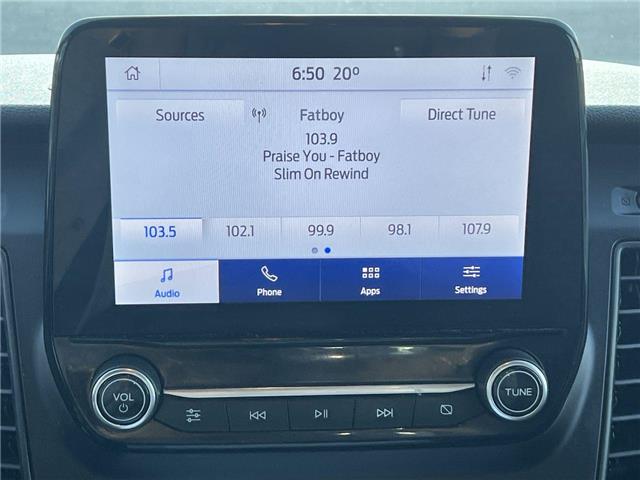 6:50 20°
Sources
Fatboy
Direct Tune
103.9
Praise You - Fatboy
Slim On Rewind
103.5 102.1 99.9 98.1 107.9
Audio Phone Apps Settings
VOL
TUNE